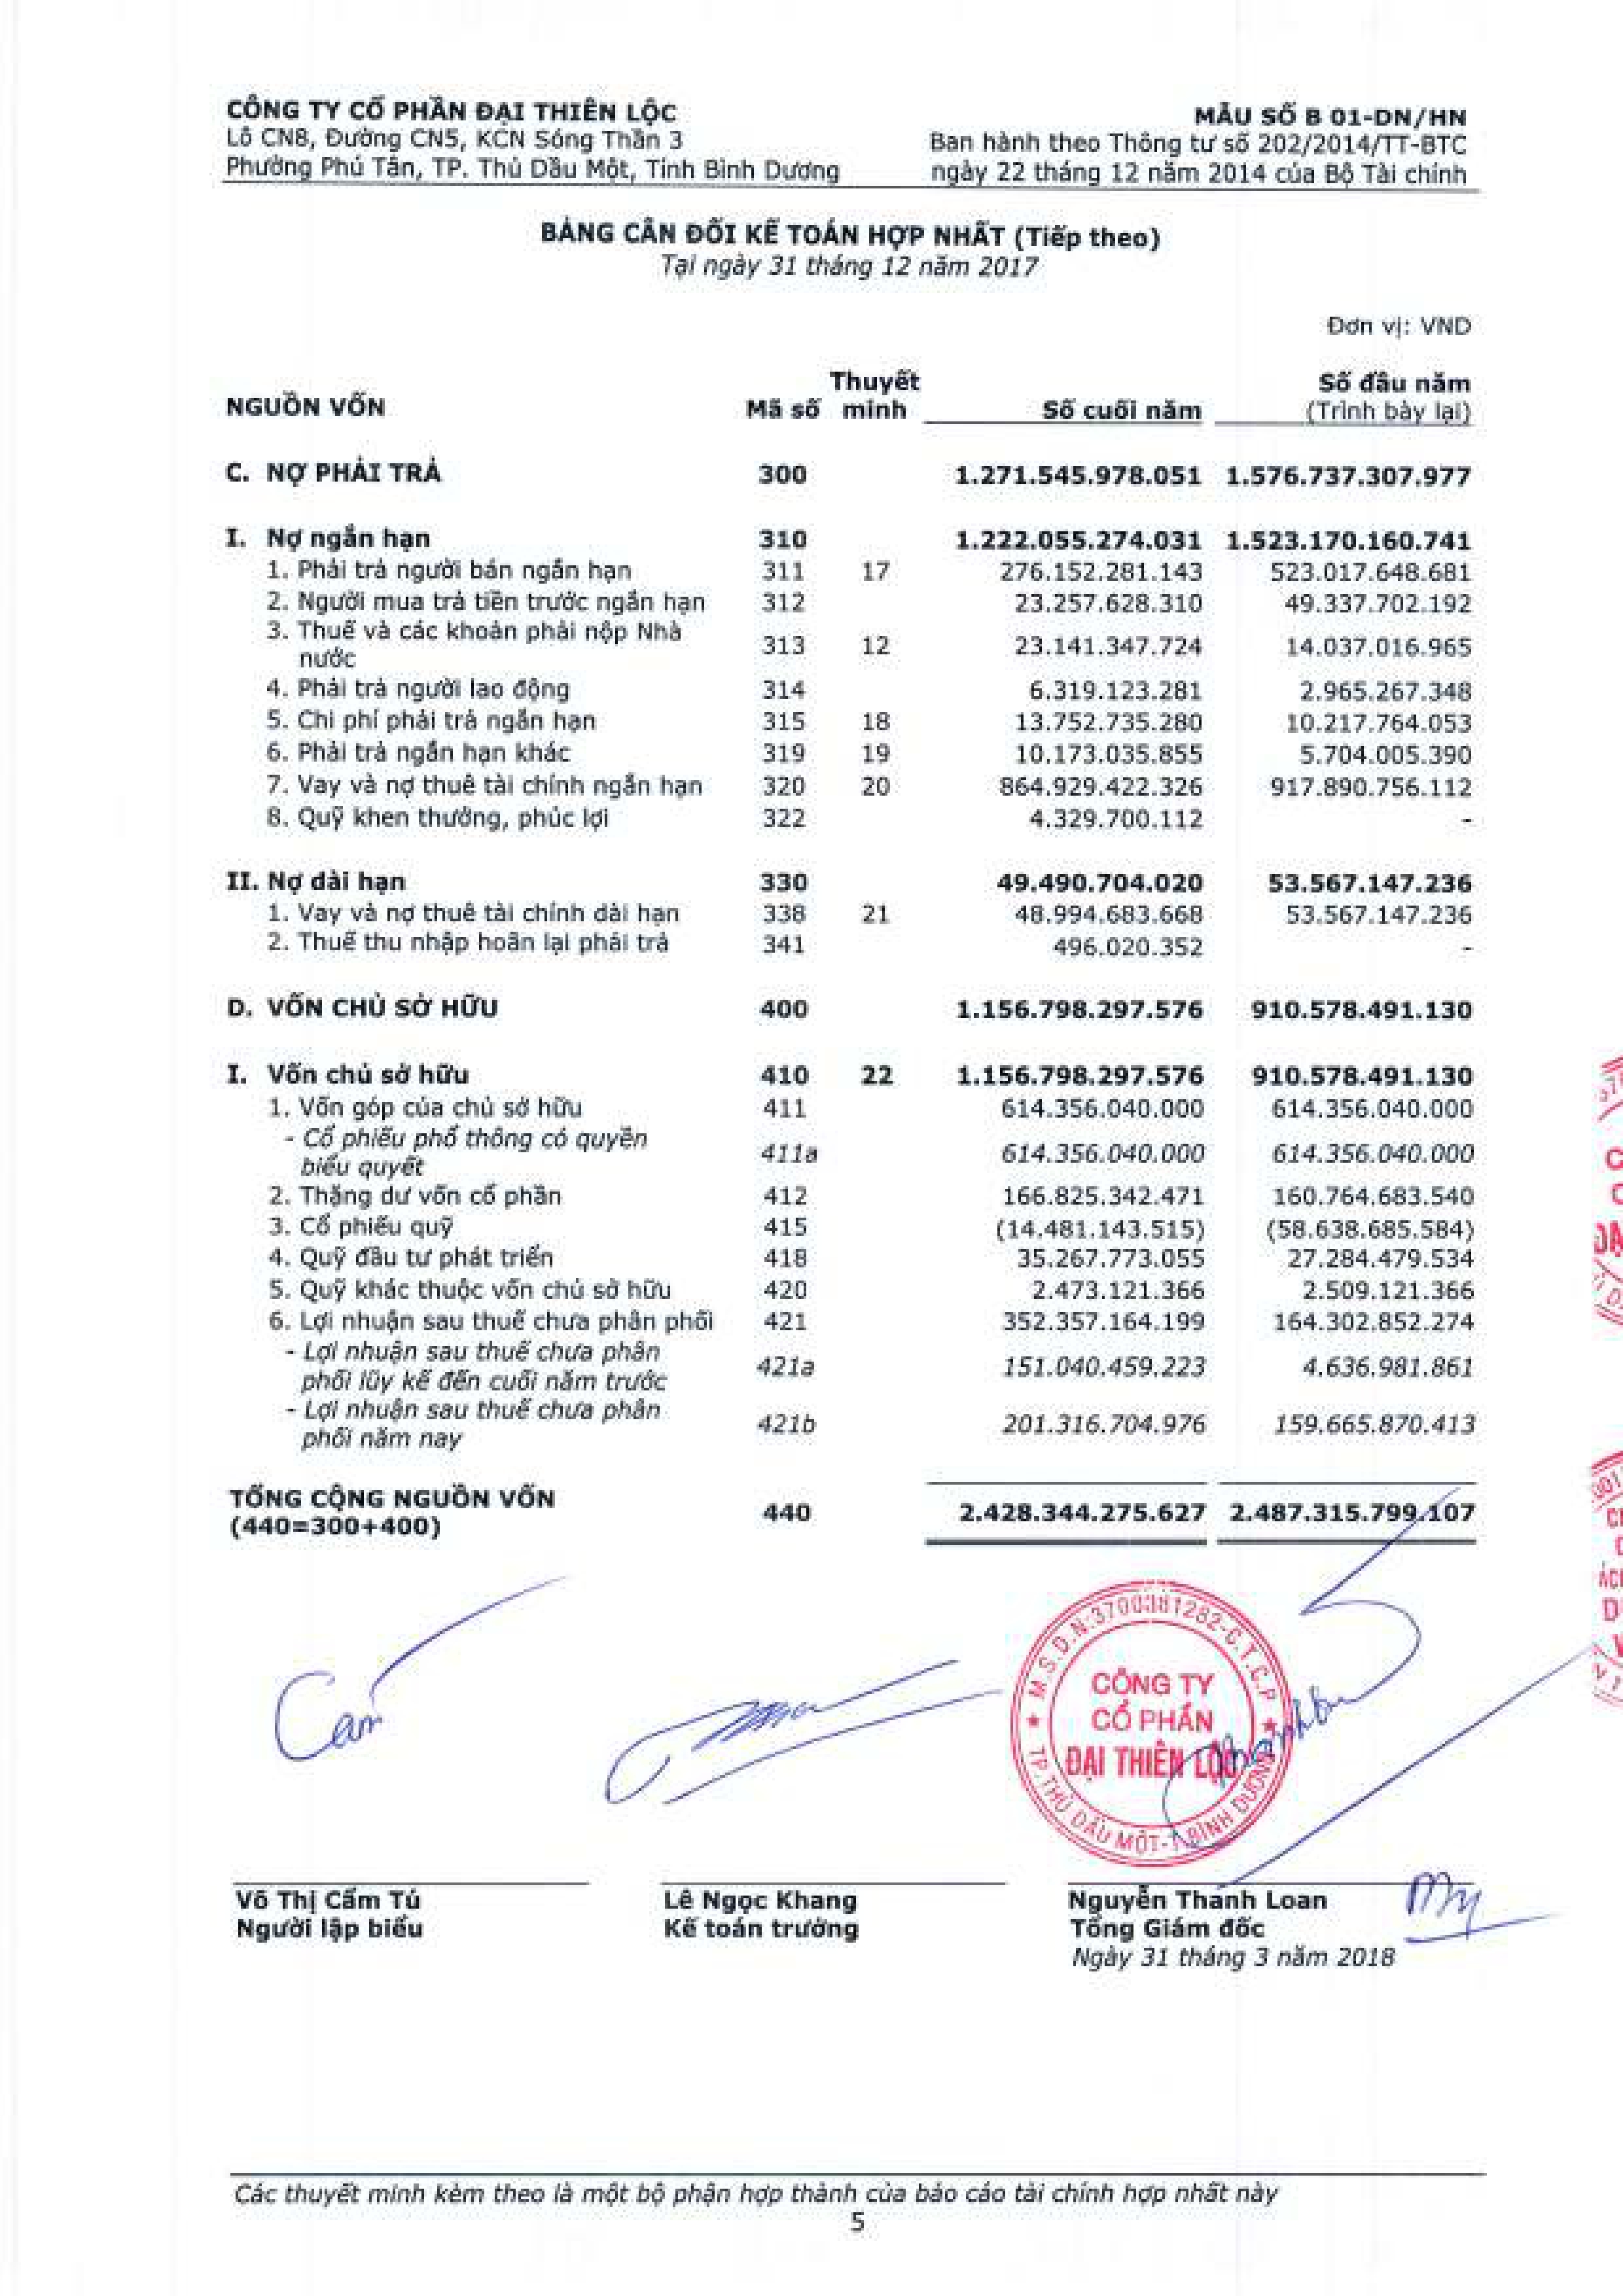 CÔNG TY CỔ PHẦN ĐẠI THIÊN LỘC
Lô CN8, Đường CN5, KCN Sóng Thần 3
Phường Phú Tân, TP. Thủ Dầu Một, Tỉnh Bình Dương
MẪU SỐ B 01-DN/HN
Ban hành theo Thông tư số 202/2014/TT-BTC
ngày 22 tháng 12 năm 2014 của Bộ Tài chính
BẢNG CÂN ĐỐI KẾ TOÁN HỢP NHẤT (Tiếp theo)
Tại ngày 31 tháng 12 năm 2017
Đơn vị: VND
NGUỒN VỐN Mã số Thuyết minh Số cuối năm Số đầu năm (Trình bày lại)
C. NỢ PHẢI TRẢ 300 1.271.545.978.051 1.576.737.307.977
I. Nợ ngắn hạn 310 1.222.055.274.031 1.523.170.160.741
1. Phải trả người bán ngắn hạn 311 17 276.152.281.143 523.017.648.681
2. Người mua trả tiền trước ngắn hạn 312 23.257.628.310 49.337.702.192
3. Thuế và các khoản phải nộp Nhà
nước 313 12 23.141.347.724 14.037.016.965
4. Phải trả người lao động 314 6.319.123.281 2.965.267.348
5. Chi phí phải trả ngắn hạn 315 18 13.752.735.280 10.217.764.053
6. Phải trả ngắn hạn khác 319 19 10.173.035.855 5.704.005.390
7. Vay và nợ thuê tài chính ngắn hạn 320 20 864.929.422.326 917.890.756.112
8. Quỹ khen thưởng, phúc lợi 322 4.329.700.112 -
II. Nợ dài hạn 330 49.490.704.020 53.567.147.236
1. Vay và nợ thuê tài chính dài hạn 338 21 48.994.683.668 53.567.147.236
2. Thuế thu nhập hoãn lại phải trả 341 496.020.352 -
D. VỐN CHỦ SỞ HỮU 400 1.156.798.297.576 910.578.491.130
I. Vốn chủ sở hữu 410 22 1.156.798.297.576 910.578.491.130
1. Vốn góp của chủ sở hữu 411 614.356.040.000 614.356.040.000
- Cổ phiếu phổ thông có quyền
biểu quyết 411a 614.356.040.000 614.356.040.000
2. Thặng dư vốn cổ phần 412 166.825.342.471 160.764.683.540
3. Cổ phiếu quỹ 415 (14.481.143.515) (58.638.685.584)
4. Quỹ đầu tư phát triển 418 35.267.773.055 27.284.479.534
5. Quỹ khác thuộc vốn chủ sở hữu 420 2.473.121.366 2.509.121.366
6. Lợi nhuận sau thuế chưa phân phối 421 352.357.164.199 164.302.852.274
- Lợi nhuận sau thuế chưa phân
phối lũy kế đến cuối năm trước 421a 151.040.459.223 4.636.981.861
- Lợi nhuận sau thuế chưa phân
phối năm nay 421b 201.316.704.976 159.665.870.413
TỔNG CỘNG NGUỒN VỐN
(440=300+400) 440 2.428.344.275.627 2.487.315.799.107
M.S.D.N:3700381282-C.T.C.P
CÔNG TY
CỔ PHẦN
ĐẠI THIÊN LỘC
TP.THỦ DẦU MỘT-T.BÌNH DƯƠNG
Võ Thị Cẩm Tú
Người lập biểu
Lê Ngọc Khang
Kế toán trưởng
Nguyễn Thanh Loan
Tổng Giám đốc
Ngày 31 tháng 3 năm 2018
Các thuyết minh kèm theo là một bộ phận hợp thành của báo cáo tài chính hợp nhất này
5